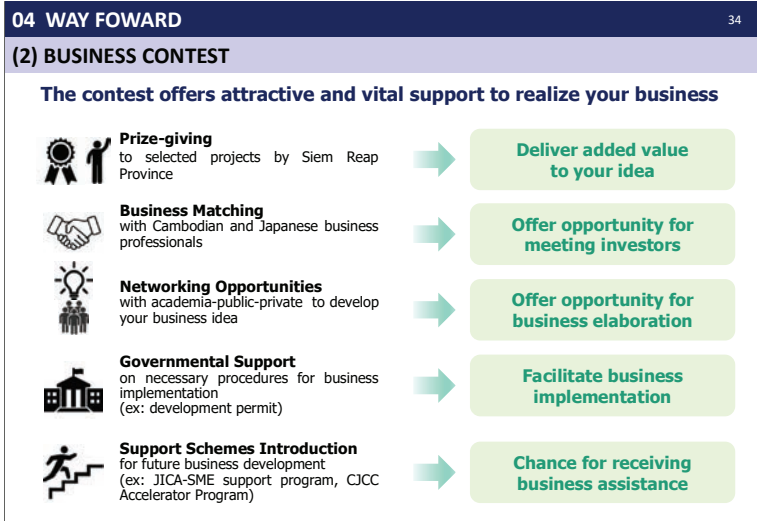 04 WAY FOWARD
34
(2) BUSINESS CONTEST
The contest offers attractive and vital support to realize your business
Prize-giving
to selected projects by Siem Reap
Province
Deliver added value
to your idea
Business Matching
with Cambodian and Japanese business
professionals
Offer opportunity for
meeting investors
Networking Opportunities
with academia-public-private to develop
your business idea
Offer opportunity for
business elaboration
Governmental Support
on necessary procedures for business
implementation
(ex: development permit)
Facilitate business
implementation
Support Schemes Introduction
for future business development
(ex: JICA-SME support program, CJCC
Accelerator Program)
Chance for receiving
business assistance